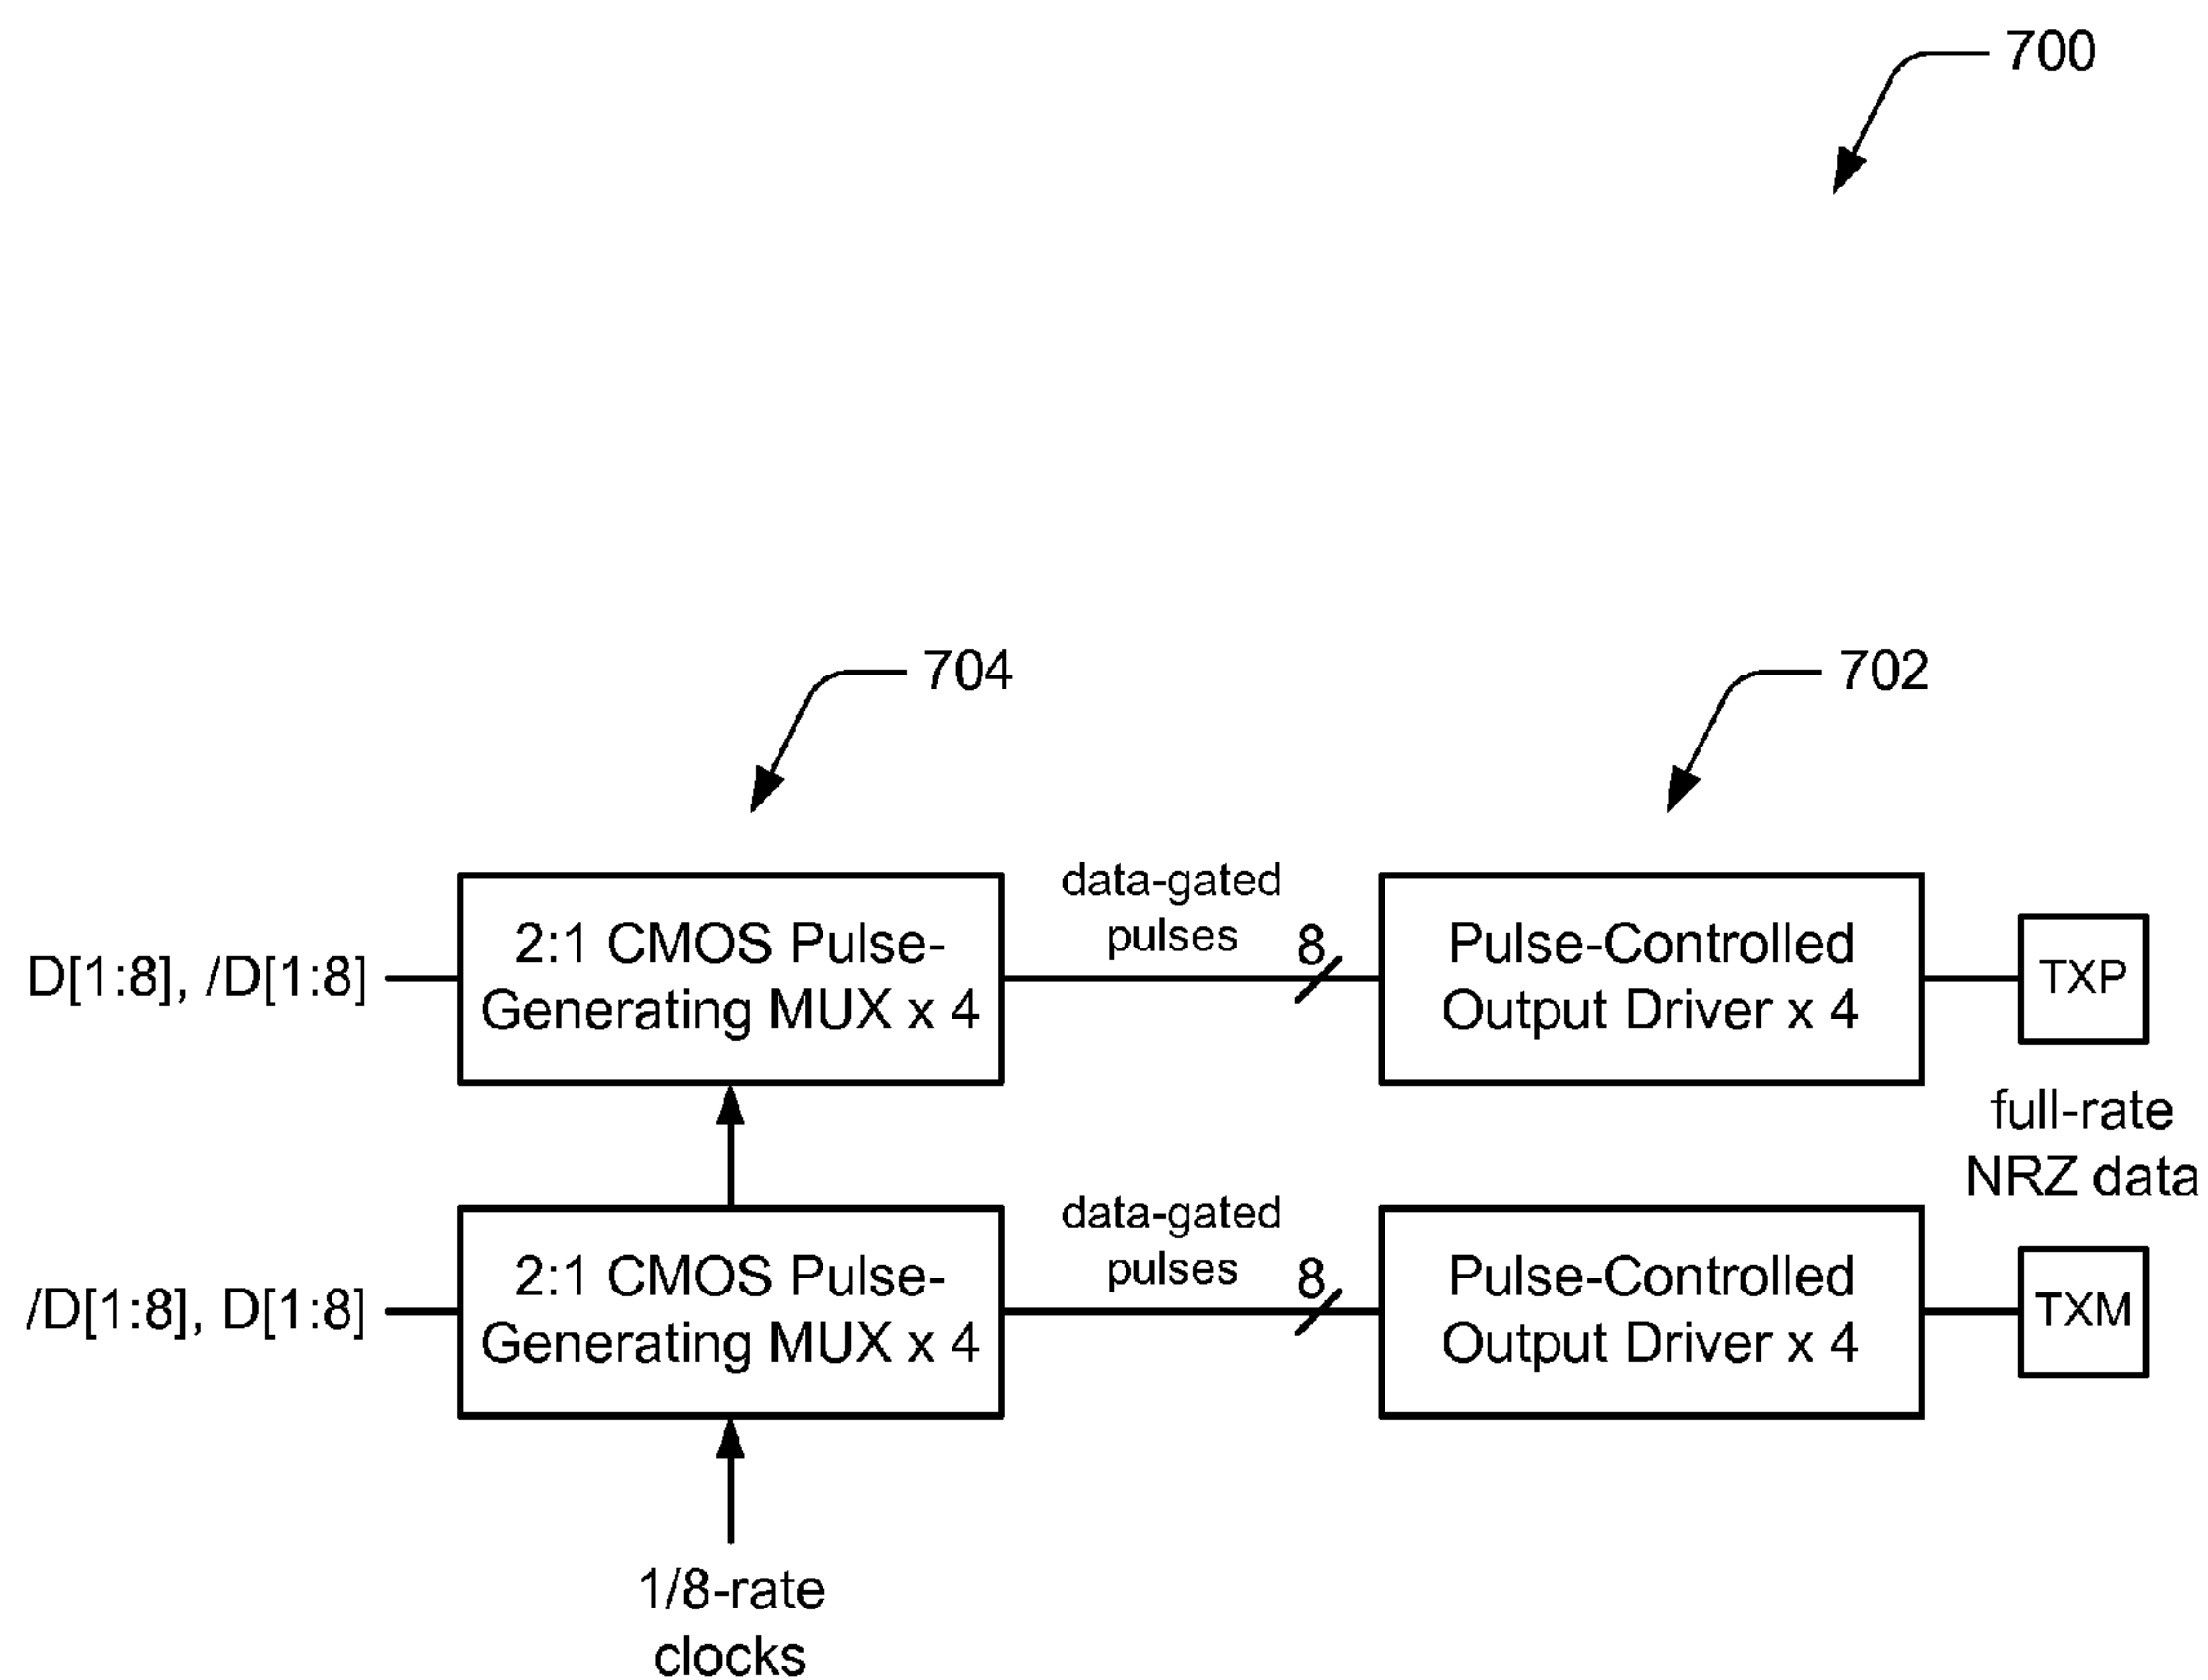 700
704
702
data-gated
pulses
8
D[1:8], /D[1:8]
2:1 CMOS Pulse-
Generating MUX x 4
Pulse-Controlled
Output Driver x 4
TXP
full-rate
NRZ data
data-gated
pulses
8
/D[1:8], D[1:8]
2:1 CMOS Pulse-
Generating MUX x 4
Pulse-Controlled
Output Driver x 4
TXM
1/8-rate
clocks